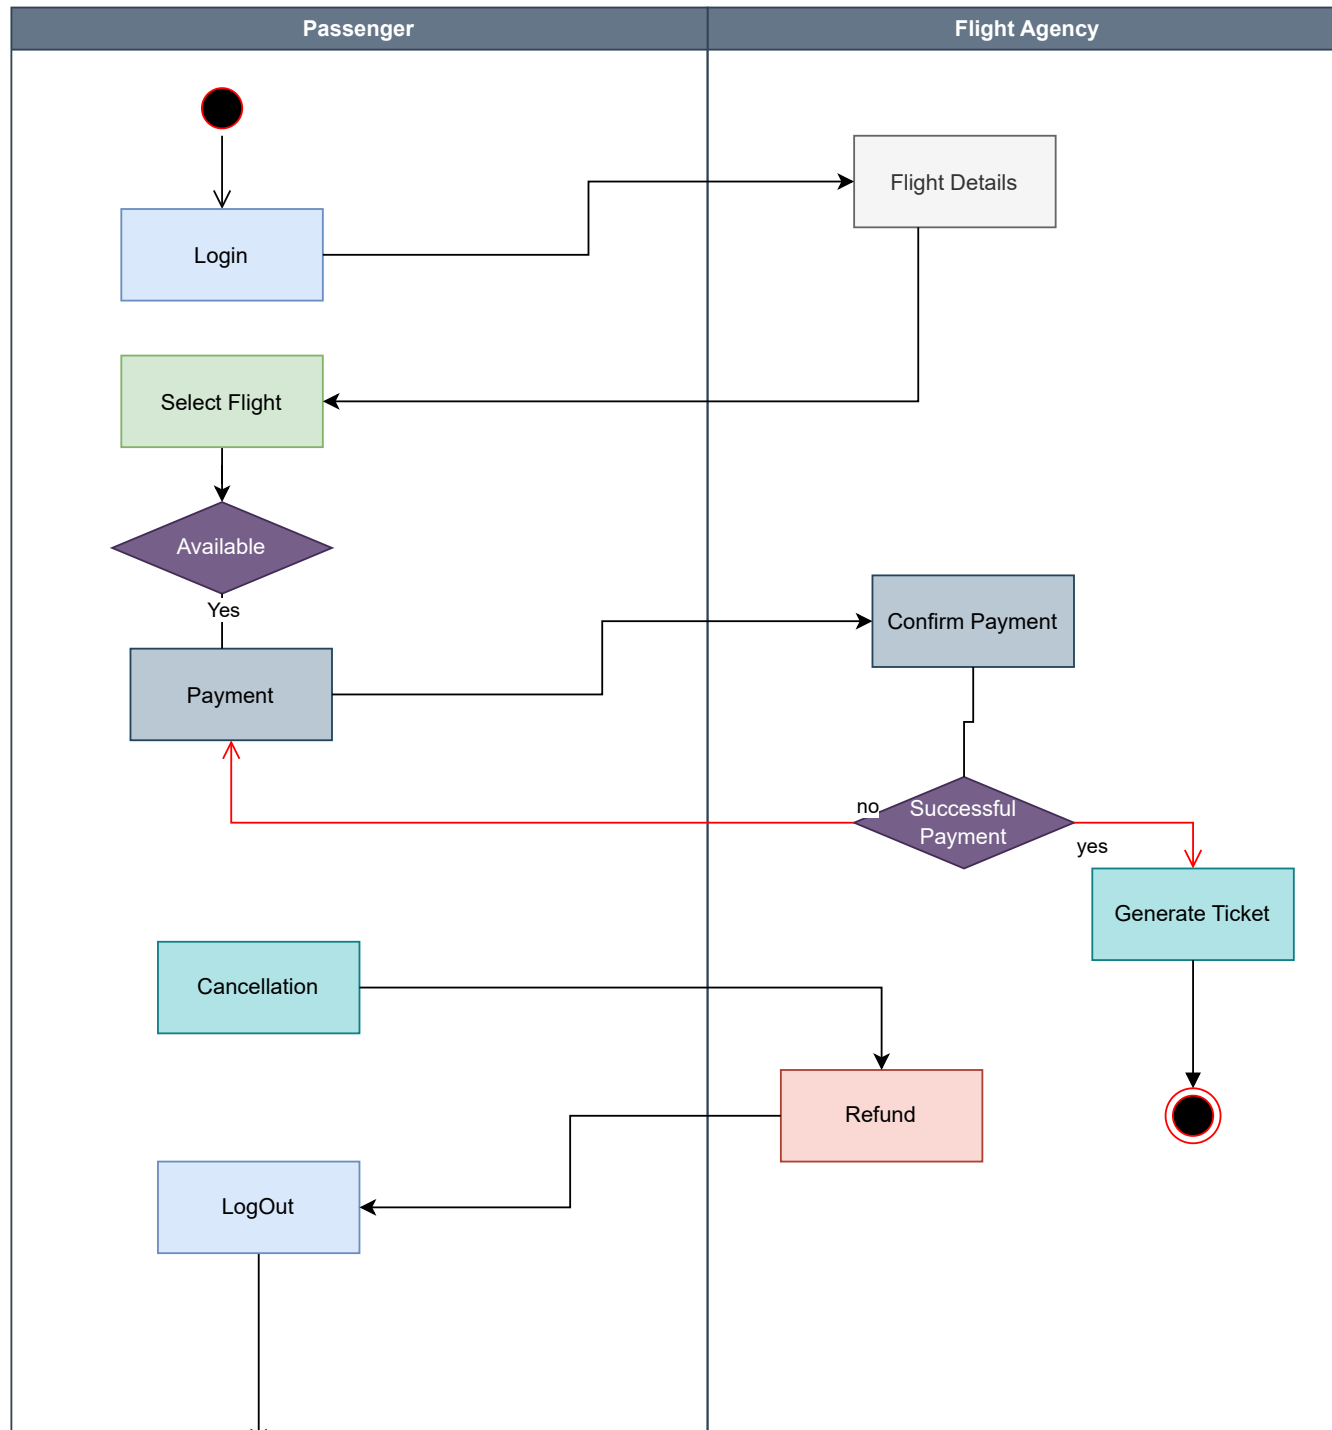 Passenger
Flight Agency
Flight Details
Login
Select Flight
Available
Yes
Confirm Payment
Payment
no
Successful
Payment
yes
Generate Ticket
Cancellation
Refund
LogOut